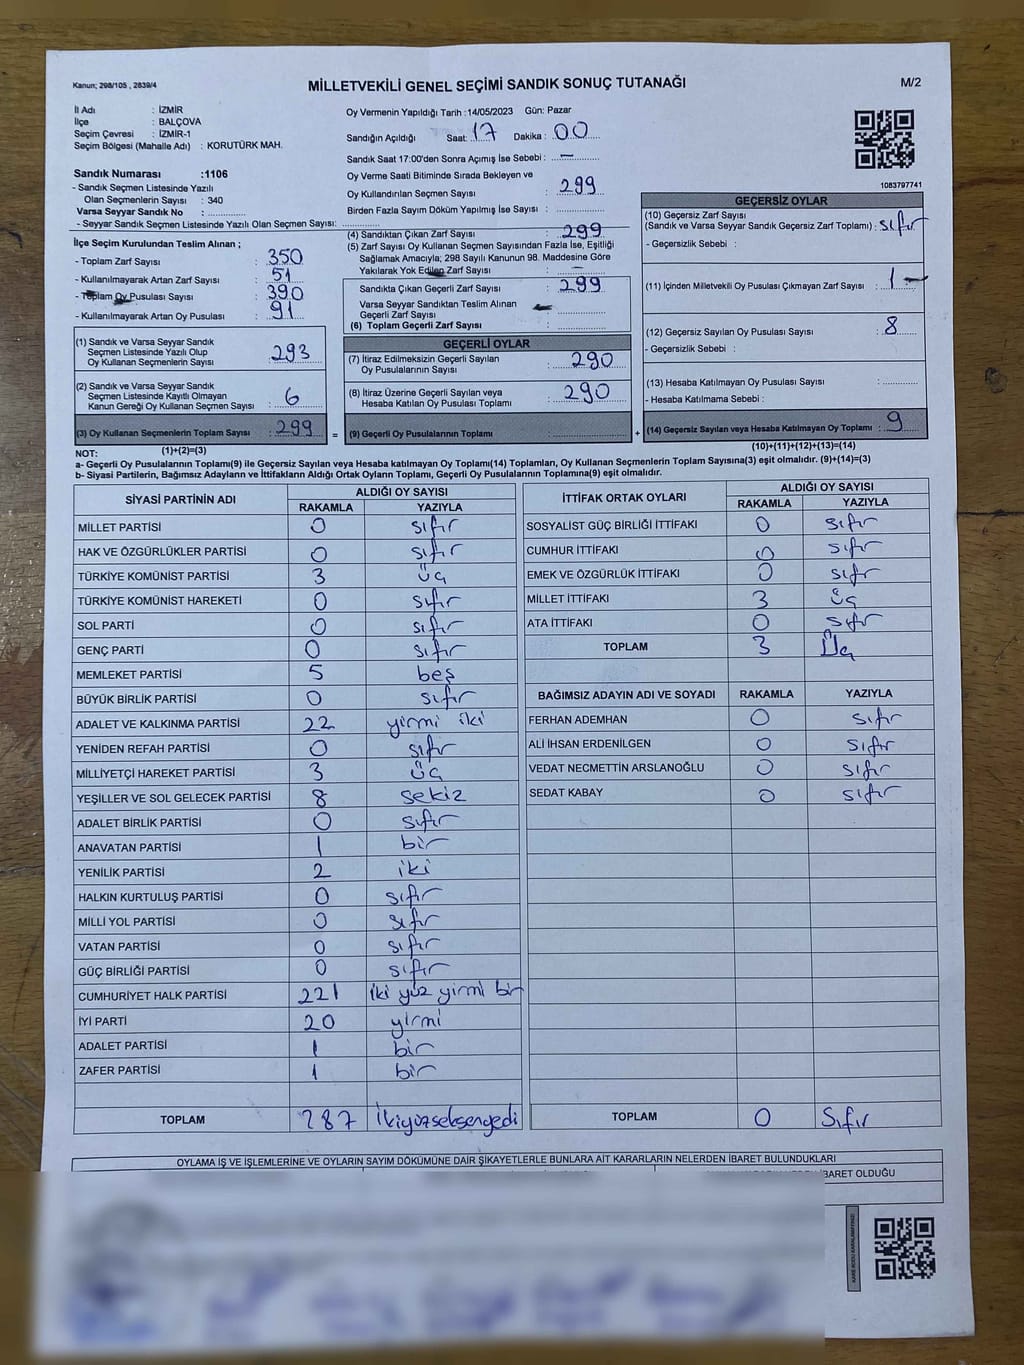 Kanun; 298/105 , 2839/4
MİLLETVEKİLİ GENEL SEÇİMİ SANDIK SONUÇ TUTANAĞI
M/2
İl Adı : İZMİR
İlçe : BALÇOVA
Seçim Çevresi : İZMİR-1
Seçim Bölgesi (Mahalle Adı) : KORUTÜRK MAH.
Sandık Numarası :1106
- Sandık Seçmen Listesinde Yazılı
Olan Seçmenlerin Sayısı : 340
Varsa Seyyar Sandık No : ..............
- Seyyar Sandık Seçmen Listesinde Yazılı Olan Seçmen Sayısı: ..............
İlçe Seçim Kurulundan Teslim Alınan ;
- Toplam Zarf Sayısı : 350
- Kullanılmayarak Artan Zarf Sayısı : 51
- Toplam Oy Pusulası Sayısı : 390
- Kullanılmayarak Artan Oy Pusulası : 91
(1) Sandık ve Varsa Seyyar Sandık
Seçmen Listesinde Yazılı Olup
Oy Kullanan Seçmenlerin Sayısı : 293
(2) Sandık ve Varsa Seyyar Sandık
Seçmen Listesinde Kayıtlı Olmayan
Kanun Gereği Oy Kullanan Seçmen Sayısı : 6
(3) Oy Kullanan Seçmenlerin Toplam Sayısı : 299
(1)+(2)=(3)
Oy Vermenin Yapıldığı Tarih :14/05/2023 Gün: Pazar
Sandığın Açıldığı Saat: 17 Dakika : 00
Sandık Saat 17:00'den Sonra Açımış İse Sebebi : —
Oy Verme Saati Bitiminde Sırada Bekleyen ve
Oy Kullandırılan Seçmen Sayısı : 299
Birden Fazla Sayım Döküm Yapılmış İse Sayısı : ..............
(4) Sandıktan Çıkan Zarf Sayısı : 299
(5) Zarf Sayısı Oy Kullanan Seçmen Sayısından Fazla İse, Eşitliği
Sağlamak Amacıyla; 298 Sayılı Kanunun 98. Maddesine Göre
Yakılarak Yok Edilen Zarf Sayısı : —
Sandıkta Çıkan Geçerli Zarf Sayısı : 299
Varsa Seyyar Sandıktan Teslim Alınan
Geçerli Zarf Sayısı : ..............
(6) Toplam Geçerli Zarf Sayısı : ..............
GEÇERLİ OYLAR
(7) İtiraz Edilmeksizin Geçerli Sayılan
Oy Pusulalarının Sayısı : 290
(8) İtiraz Üzerine Geçerli Sayılan veya
Hesaba Katılan Oy Pusulası Toplamı : 290
= (9) Geçerli Oy Pusulalarının Toplamı : ..............
1083797741
GEÇERSİZ OYLAR
(10) Geçersiz Zarf Sayısı
(Sandık ve Varsa Seyyar Sandık Geçersiz Zarf Toplamı) : sıfır
- Geçersizlik Sebebi :
(11) İçinden Milletvekili Oy Pusulası Çıkmayan Zarf Sayısı : 1
(12) Geçersiz Sayılan Oy Pusulası Sayısı : 8
- Geçersizlik Sebebi :
(13) Hesaba Katılmayan Oy Pusulası Sayısı : ..............
- Hesaba Katılmama Sebebi :
+ (14) Geçersiz Sayılan veya Hesaba Katılmayan Oy Toplamı : 9
(10)+(11)+(12)+(13)=(14)
NOT:
a- Geçerli Oy Pusulalarının Toplamı(9) ile Geçersiz Sayılan veya Hesaba katılmayan Oy Toplamı(14) Toplamları, Oy Kullanan Seçmenlerin Toplam Sayısına(3) eşit olmalıdır. (9)+(14)=(3)
b- Siyasi Partilerin, Bağımsız Adayların ve İttifakların Aldığı Ortak Oyların Toplamı, Geçerli Oy Pusulalarının Toplamına(9) eşit olmalıdır.
SİYASİ PARTİNİN ADI ALDIĞI OY SAYISI
RAKAMLA YAZIYLA
MİLLET PARTİSİ 0 sıfır
HAK VE ÖZGÜRLÜKLER PARTİSİ 0 sıfır
TÜRKİYE KOMÜNİST PARTİSİ 3 üç
TÜRKİYE KOMÜNİST HAREKETİ 0 sıfır
SOL PARTİ 0 sıfır
GENÇ PARTİ 0 sıfır
MEMLEKET PARTİSİ 5 beş
BÜYÜK BİRLİK PARTİSİ 0 sıfır
ADALET VE KALKINMA PARTİSİ 22 yirmi iki
YENİDEN REFAH PARTİSİ 0 sıfır
MİLLİYETÇİ HAREKET PARTİSİ 3 üç
YEŞİLLER VE SOL GELECEK PARTİSİ 8 sekiz
ADALET BİRLİK PARTİSİ 0 sıfır
ANAVATAN PARTİSİ 1 bir
YENİLİK PARTİSİ 2 iki
HALKIN KURTULUŞ PARTİSİ 0 sıfır
MİLLİ YOL PARTİSİ 0 sıfır
VATAN PARTİSİ 0 sıfır
GÜÇ BİRLİĞİ PARTİSİ 0 sıfır
CUMHURİYET HALK PARTİSİ 221 iki yüz yirmi bir
İYİ PARTİ 20 yirmi
ADALET PARTİSİ 1 bir
ZAFER PARTİSİ 1 bir
TOPLAM 287 ikiyüzseksenyedi
İTTİFAK ORTAK OYLARI ALDIĞI OY SAYISI
RAKAMLA YAZIYLA
SOSYALİST GÜÇ BİRLİĞİ İTTİFAKI 0 sıfır
CUMHUR İTTİFAKI 0 sıfır
EMEK VE ÖZGÜRLÜK İTTİFAKI 0 sıfır
MİLLET İTTİFAKI 3 üç
ATA İTTİFAKI 0 sıfır
TOPLAM 3 Üç
BAĞIMSIZ ADAYIN ADI VE SOYADI RAKAMLA YAZIYLA
FERHAN ADEMHAN 0 sıfır
ALİ İHSAN ERDENİLGEN 0 sıfır
VEDAT NECMETTİN ARSLANOĞLU 0 sıfır
SEDAT KABAY 0 sıfır
TOPLAM 0 Sıfır
OYLAMA İŞ VE İŞLEMLERİNE VE OYLARIN SAYIM DÖKÜMÜNE DAİR ŞİKAYETLERLE BUNLARA AİT KARARLARIN NELERDEN İBARET BULUNDUKLARI
İBARET OLDUĞU